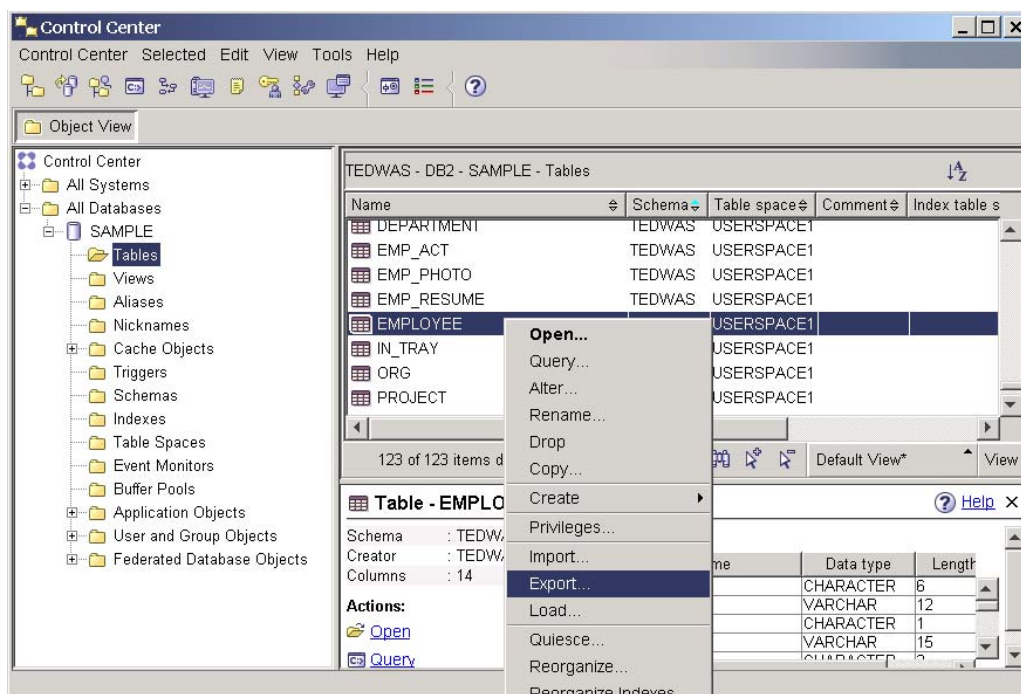 Control Center
Control Center Selected Edit View Tools Help
Object View
Control Center
All Systems
All Databases
SAMPLE
Tables
Views
Aliases
Nicknames
Cache Objects
Triggers
Schemas
Indexes
Table Spaces
Event Monitors
Buffer Pools
Application Objects
User and Group Objects
Federated Database Objects
TEDWAS - DB2 - SAMPLE - Tables
Name Schema Table space Comment Index table s
DEPARTMENT TEDWAS USERSPACE1
EMP_ACT TEDWAS USERSPACE1
EMP_PHOTO TEDWAS USERSPACE1
EMP_RESUME TEDWAS USERSPACE1
EMPLOYEE USERSPACE1
IN_TRAY USERSPACE1
ORG USERSPACE1
PROJECT USERSPACE1
123 of 123 items d Default View* View
Open...
Query...
Alter...
Rename...
Drop
Copy...
Create
Privileges...
Import...
Export...
Load...
Quiesce...
Reorganize...
Reorganize Indexes
Table - EMPLO Help
Schema : TEDWA
Creator : TEDWA
Columns : 14
Actions:
Open
Query
me Data type Length
CHARACTER 6
VARCHAR 12
CHARACTER 1
VARCHAR 15
CHARACTER